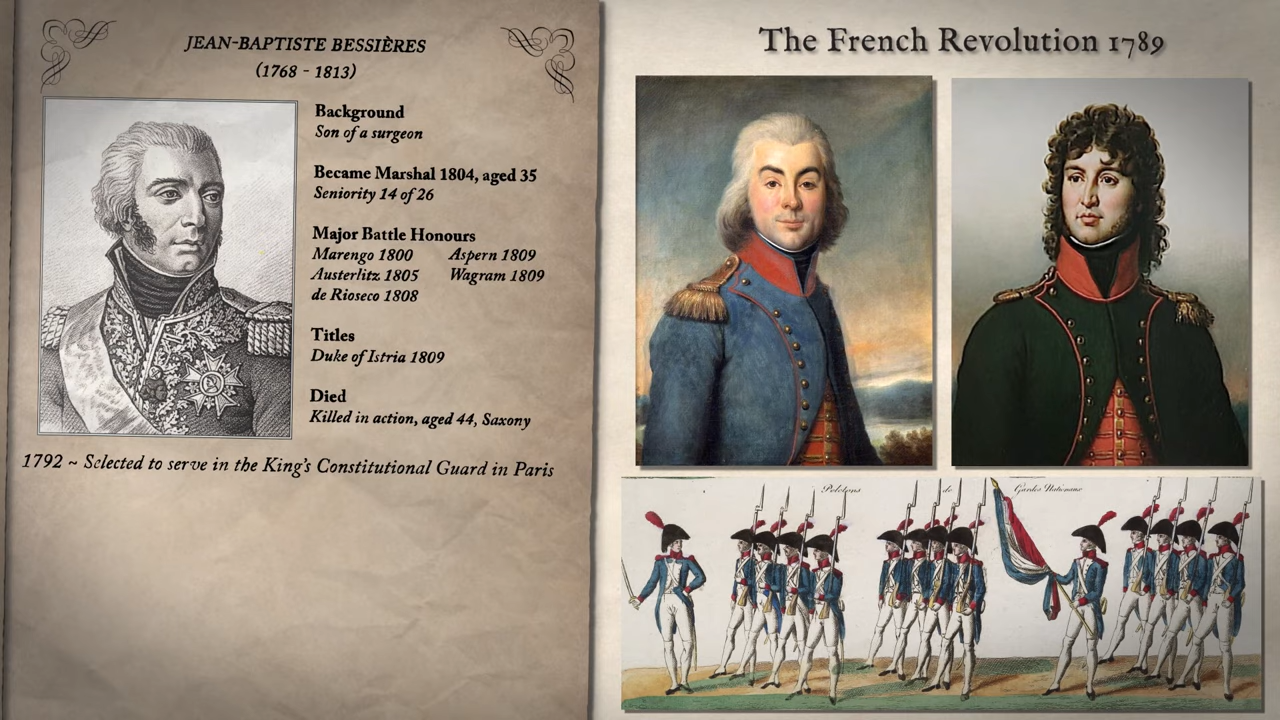 JEAN-BAPTISTE BESSIÈRES
(1768 - 1813)
Background
Son of a surgeon
Became Marshal 1804, aged 35
Seniority 14 of 26
Major Battle Honours
Marengo 1800 Aspern 1809
Austerlitz 1805 Wagram 1809
de Rioseco 1808
Titles
Duke of Istria 1809
Died
Killed in action, aged 44, Saxony
1792 ~ Selected to serve in the King's Constitutional Guard in Paris
The French Revolution 1789
Pelotons de Gardes Nationaux